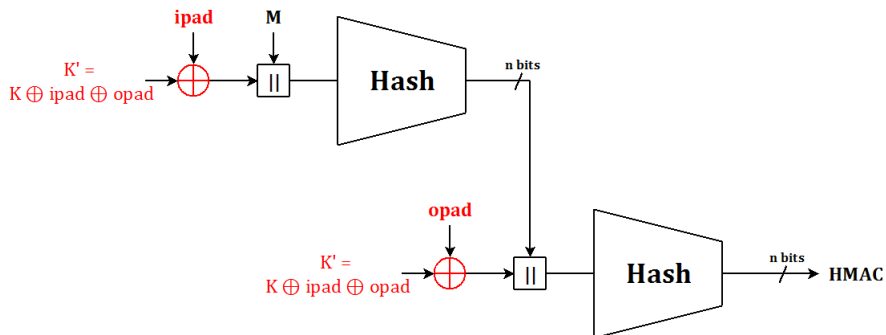 ipad
M
K' =
K ⊕ ipad ⊕ opad
||
Hash
n bits
opad
K' =
K ⊕ ipad ⊕ opad
||
Hash
n bits
HMAC